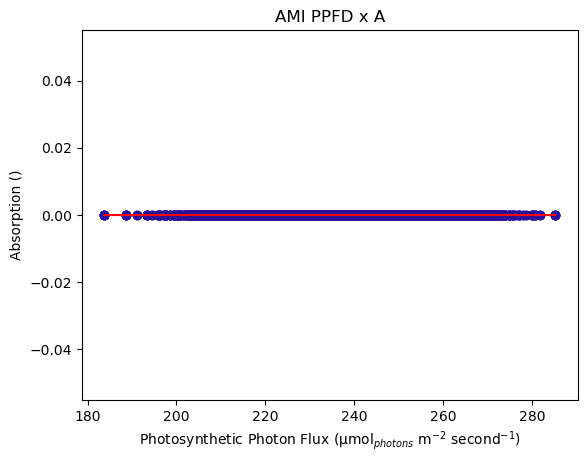 AMI PPFD x A
0.04
0.02
0.00
−0.02
−0.04
Absorption ()
180 200 220 240 260 280
Photosynthetic Photon Flux (μmol_photons m⁻² second⁻¹)